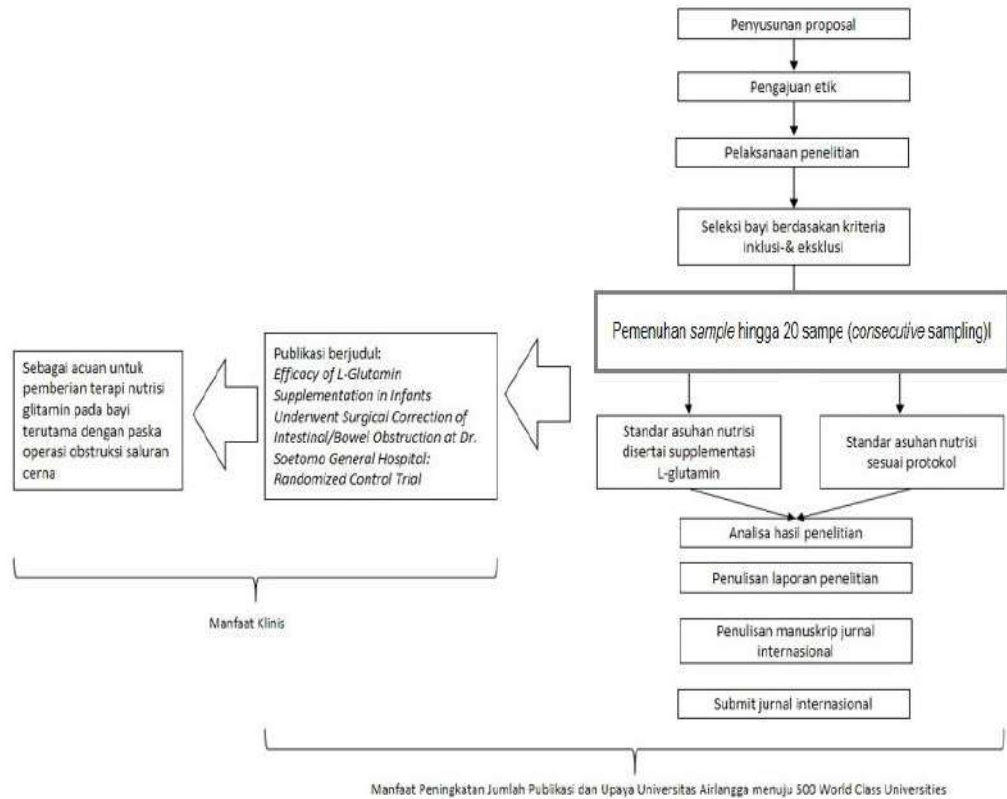 Penyusunan proposal
Pengajuan etik
Pelaksanaan penelitian
Seleksi bayi berdasakan kriteria
inklusi-& eksklusi
Pemenuhan sample hingga 20 sampe (consecutive sampling)l
Standar asuhan nutrisi
disertai supplementasi
L-glutamin
Standar asuhan nutrisi
sesuai protokol
Analisa hasil penelitian
Penulisan laporan penelitian
Penulisan manuskrip jurnal
internasional
Submit jurnal internasional
Publikasi berjudul:
Efficacy of L-Glutamin
Supplementation in Infants
Underwent Surgical Correction of
Intestinal/Bowel Obstruction at Dr.
Soetomo General Hospital:
Randomized Control Trial
Sebagai acuan untuk
pemberian terapi nutrisi
glitamin pada bayi
terutama dengan paska
operasi obstruksi saluran
cerna
Manfaat Klinis
Manfaat Peningkatan Jumlah Publikasi dan Upaya Universitas Airlangga menuju 500 World Class Universities